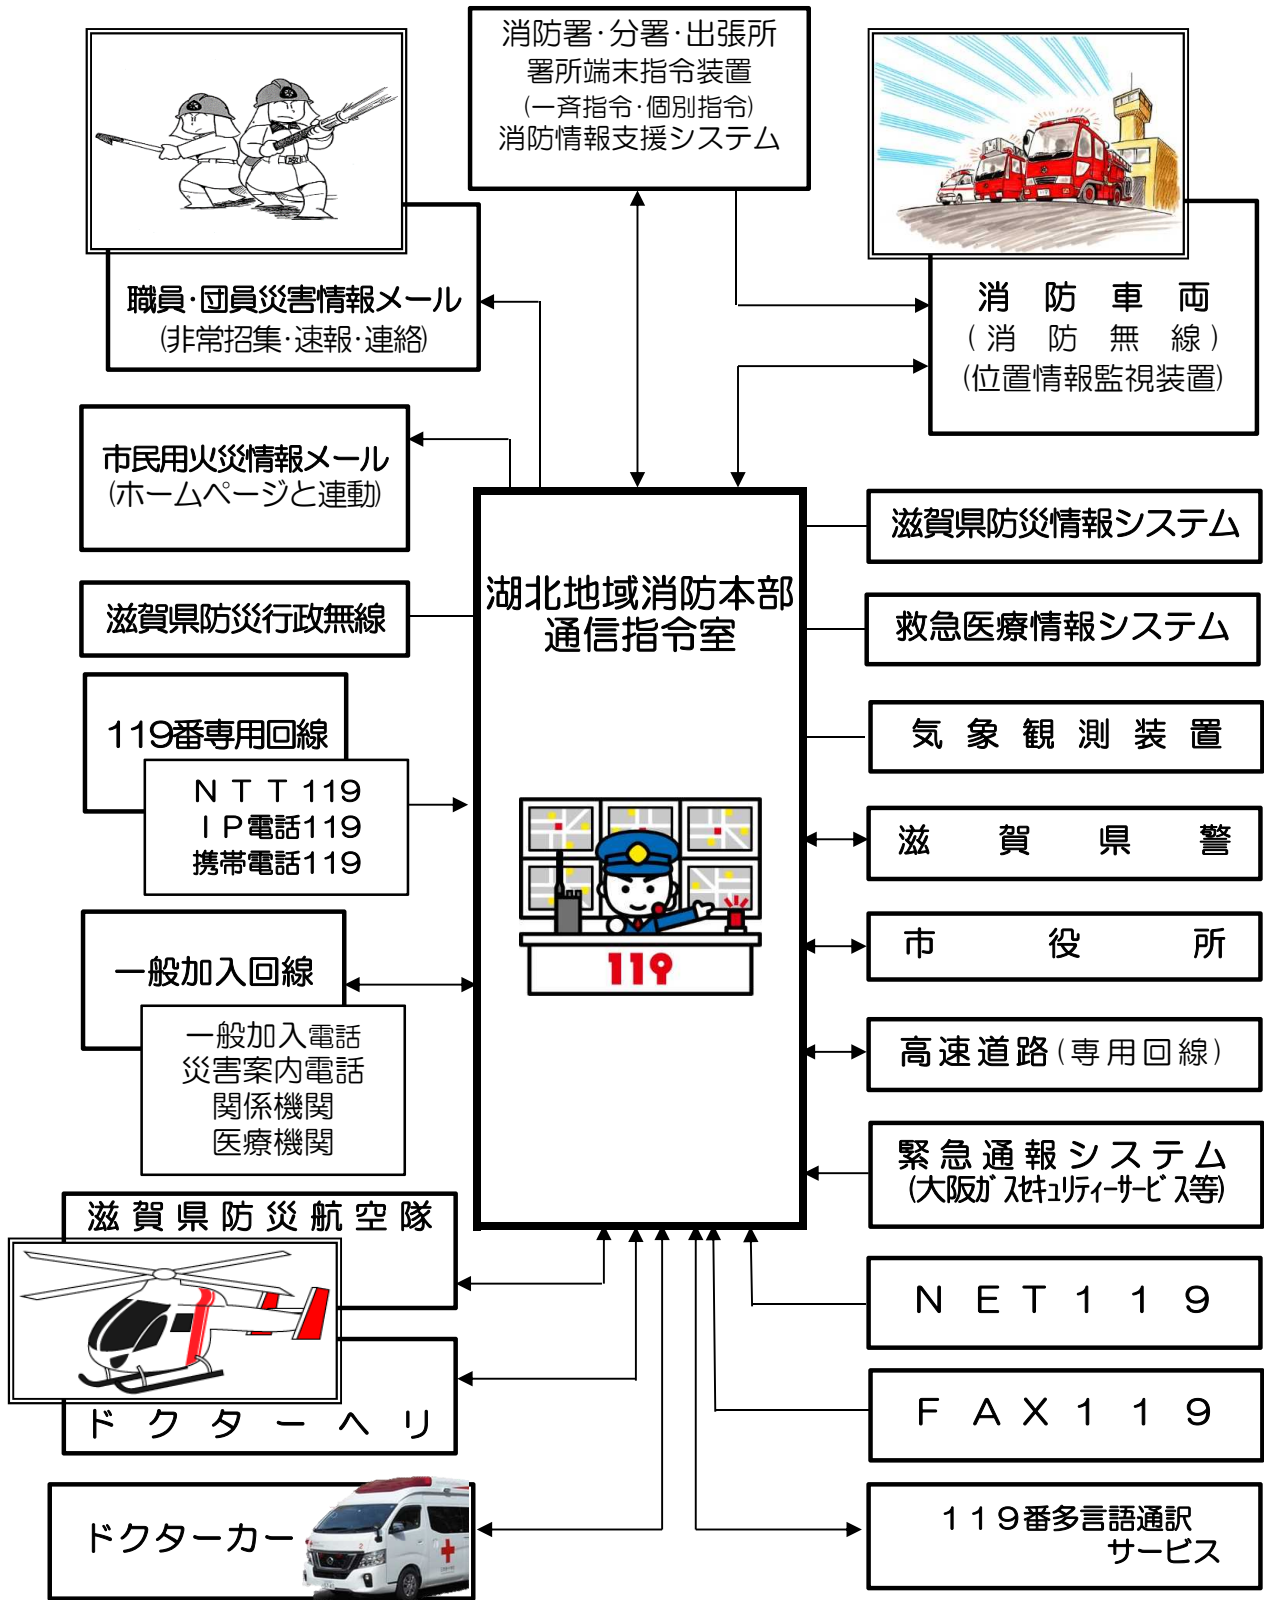 消防署・分署・出張所
署所端末指令装置
(一斉指令・個別指令)
消防情報支援システム
職員・団員災害情報メール
(非常招集・速報・連絡)
消防車両
(消防無線)
(位置情報監視装置)
市民用火災情報メール
(ホームページと連動)
滋賀県防災行政無線
119番専用回線
NTT119
IP電話119
携帯電話119
一般加入回線
一般加入電話
災害案内電話
関係機関
医療機関
滋賀県防災航空隊
ドクターヘリ
ドクターカー
湖北地域消防本部
通信指令室
119
滋賀県防災情報システム
救急医療情報システム
気象観測装置
滋賀県警
市役所
高速道路(専用回線)
緊急通報システム
(大阪ガスセキュリティーサービス等)
NET119
FAX119
119番多言語通訳
サービス